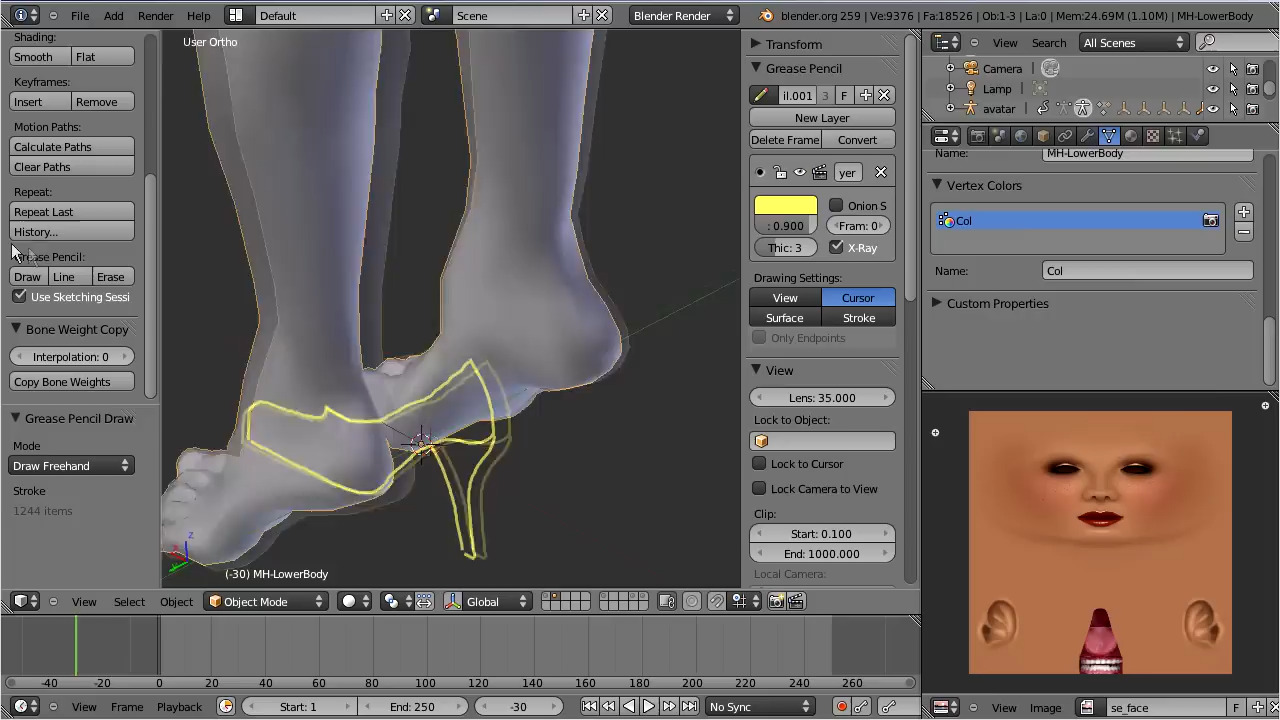 File Add Render Help Default Scene Blender Render blender.org 259 | Ve:9376 | Fa:18526 | Ob:1-3 | La:0 | Mem:24.69M (1.10M) | MH-LowerBody
Shading:
Smooth Flat
Keyframes:
Insert Remove
Motion Paths:
Calculate Paths
Clear Paths
Repeat:
Repeat Last
History...
Grease Pencil:
Draw Line Erase
Use Sketching Sessi
Bone Weight Copy
Interpolation: 0
Copy Bone Weights
Grease Pencil Draw
Mode
Draw Freehand
Stroke
1244 items
User Ortho
z
(-30) MH-LowerBody
Transform
Grease Pencil
il.001 3 F
New Layer
Delete Frame Convert
yer
Onion S
: 0.900 Fram: 0
Thic: 3 X-Ray
Drawing Settings:
View Cursor
Surface Stroke
Only Endpoints
View
Lens: 35.000
Lock to Object:
Lock to Cursor
Lock Camera to View
Clip:
Start: 0.100
End: 1000.000
Local Camera:
View Search All Scenes
Camera
Lamp
avatar
Name: MH-LowerBody
Vertex Colors
Col
Name: Col
Custom Properties
View Select Object Object Mode Global
-40 -20 0 20 40 60 80 100 120 140 160 180 200 220 240 260
View Frame Playback Start: 1 End: 250 -30 No Sync
View Image se_face F